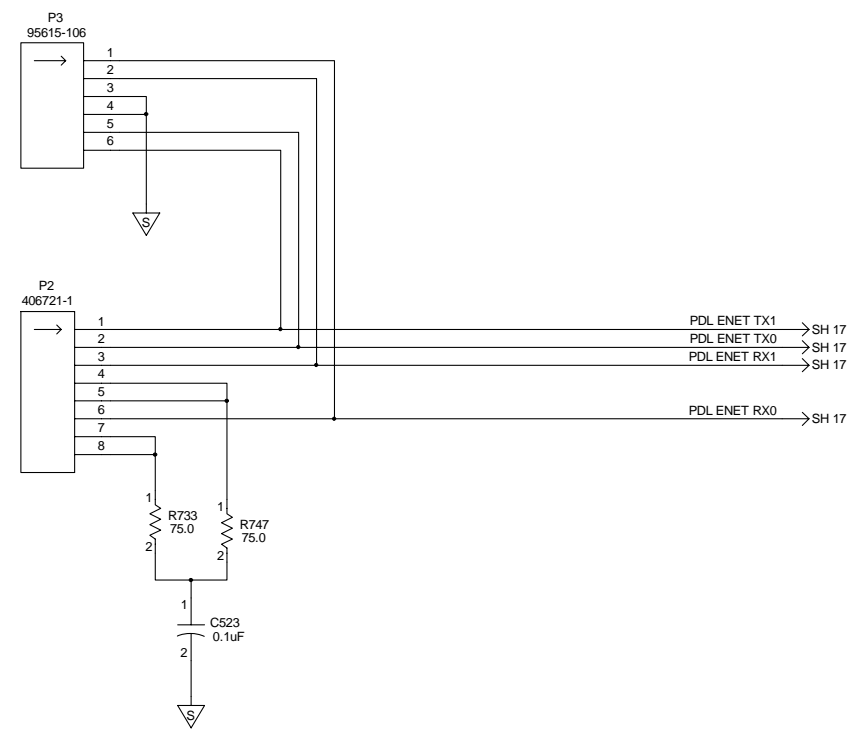 P3
95615-106
1
2
3
4
5
6
S
P2
406721-1
1
2
3
4
5
6
7
8
PDL ENET TX1
SH 17
PDL ENET TX0
SH 17
PDL ENET RX1
SH 17
PDL ENET RX0
SH 17
1
R733
75.0
2
1
R747
75.0
2
1
C523
0.1uF
2
S